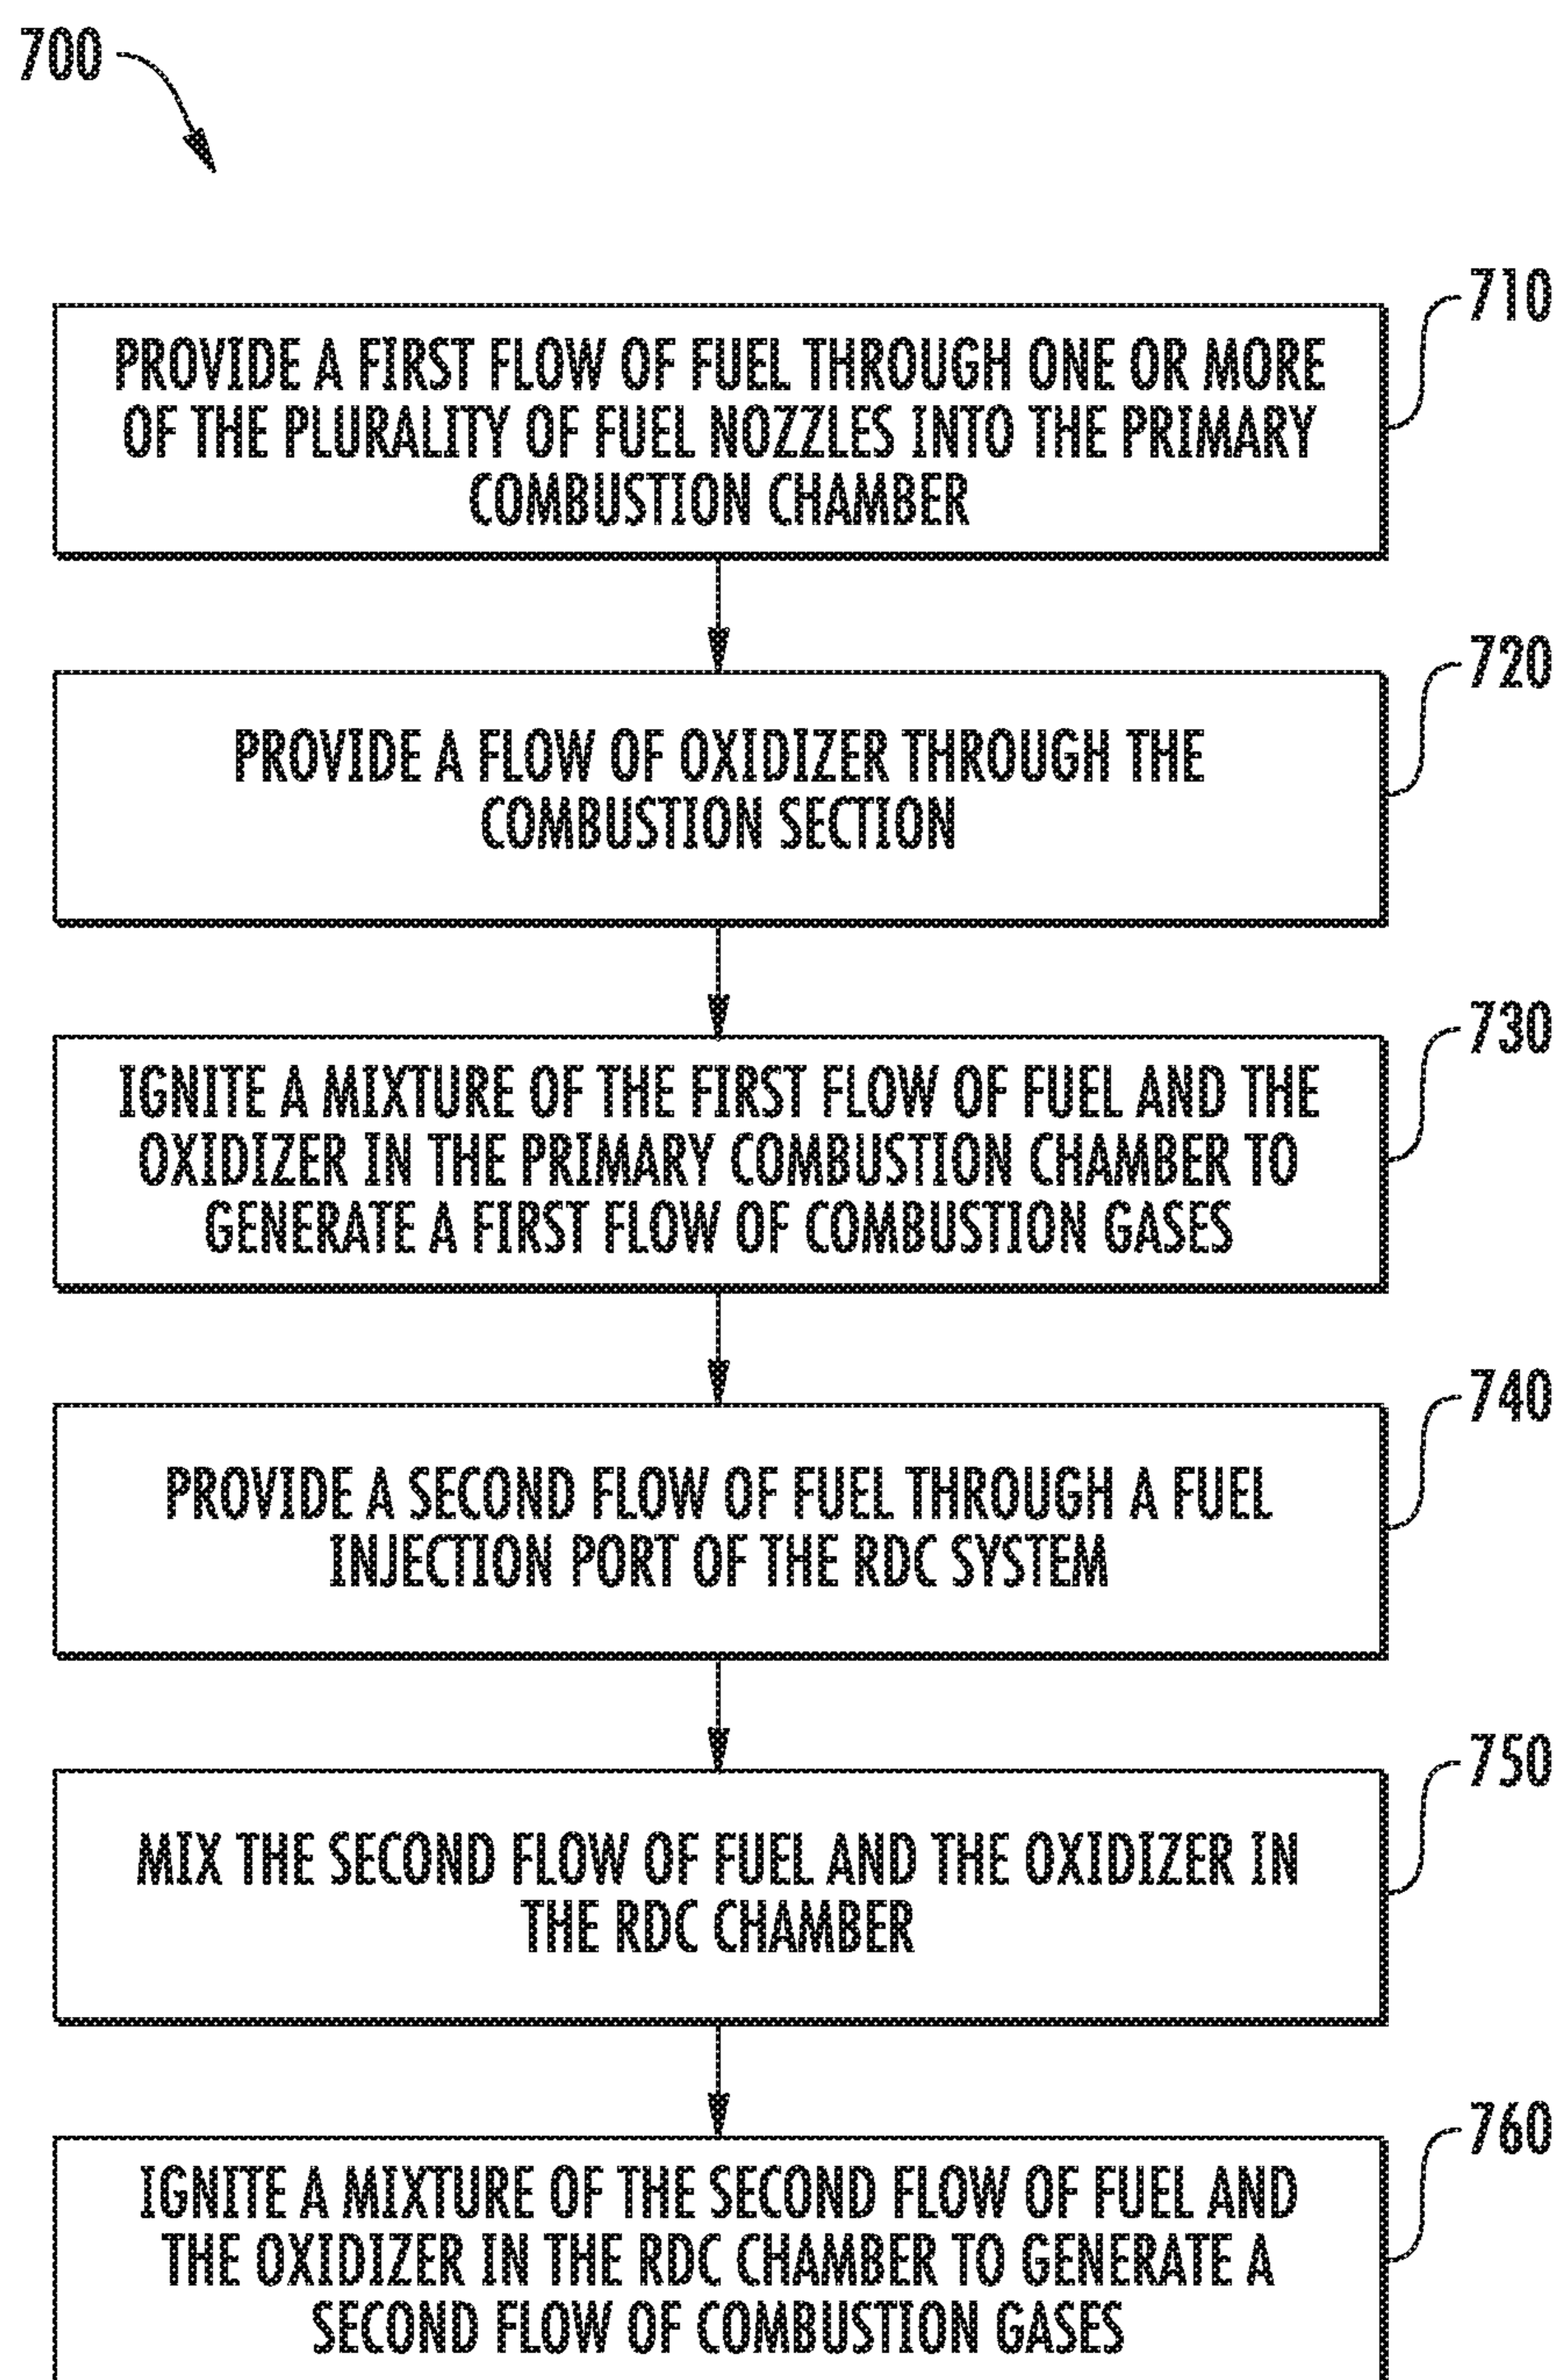 700
710
PROVIDE A FIRST FLOW OF FUEL THROUGH ONE OR MORE
OF THE PLURALITY OF FUEL NOZZLES INTO THE PRIMARY
COMBUSTION CHAMBER
720
PROVIDE A FLOW OF OXIDIZER THROUGH THE
COMBUSTION SECTION
730
IGNITE A MIXTURE OF THE FIRST FLOW OF FUEL AND THE
OXIDIZER IN THE PRIMARY COMBUSTION CHAMBER TO
GENERATE A FIRST FLOW OF COMBUSTION GASES
740
PROVIDE A SECOND FLOW OF FUEL THROUGH A FUEL
INJECTION PORT OF THE RDC SYSTEM
750
MIX THE SECOND FLOW OF FUEL AND THE OXIDIZER IN
THE RDC CHAMBER
760
IGNITE A MIXTURE OF THE SECOND FLOW OF FUEL AND
THE OXIDIZER IN THE RDC CHAMBER TO GENERATE A
SECOND FLOW OF COMBUSTION GASES